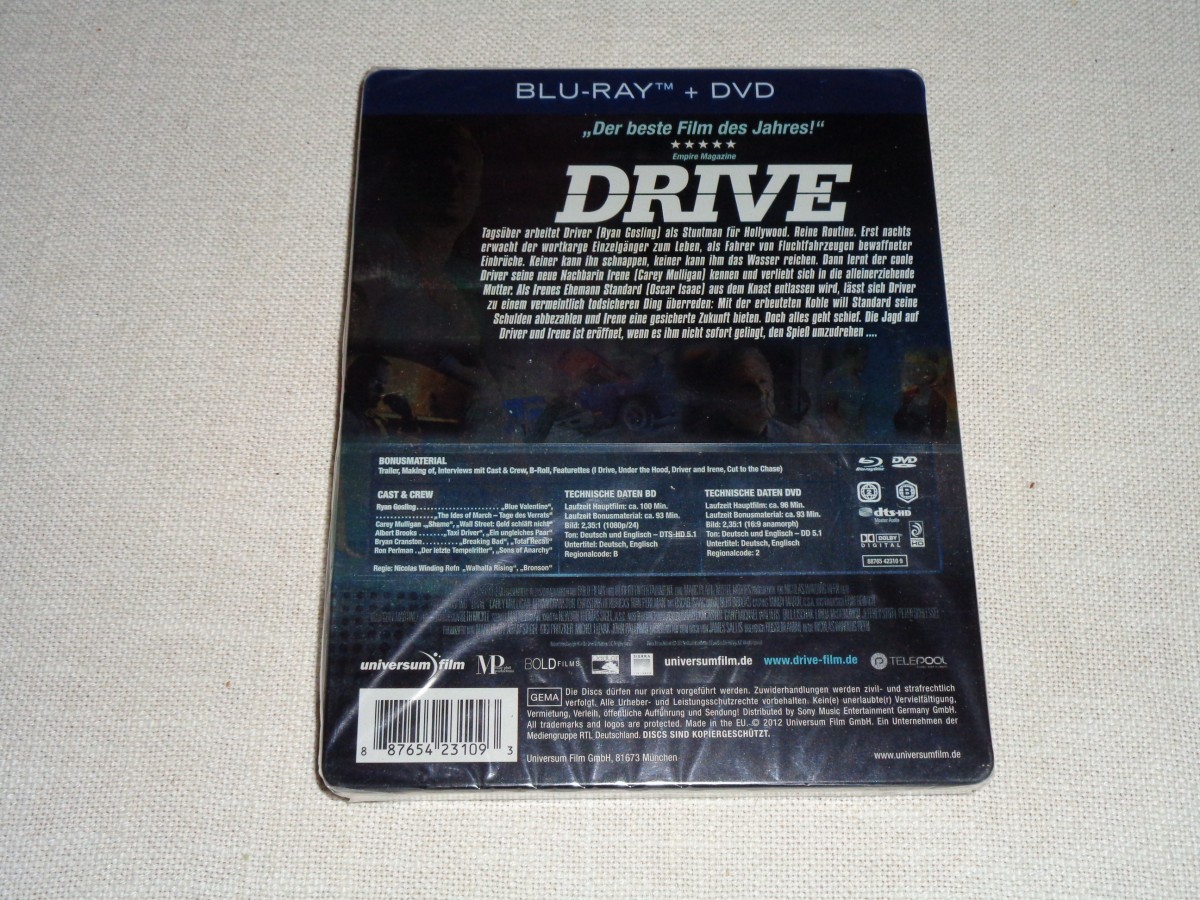 BLU-RAY™ + DVD
„Der beste Film des Jahres!“
★★★★★
Empire Magazine
DRIVE
Tagsüber arbeitet Driver (Ryan Gosling) als Stuntman für Hollywood. Reine Routine. Erst nachts
erwacht der wortkarge Einzelgänger zum Leben, als Fahrer von Fluchtfahrzeugen bewaffneter
Einbrüche. Keiner kann ihn schnappen, keiner kann ihm das Wasser reichen. Dann lernt der coole
Driver seine neue Nachbarin Irene (Carey Mulligan) kennen und verliebt sich in die alleinerziehende
Mutter. Als Irenes Ehemann Standard (Oscar Isaac) aus dem Knast entlassen wird, lässt sich Driver
zu einem vermeintlich todsicheren Ding überreden: Mit der erbeuteten Kohle will Standard seine
Schulden abbezahlen und Irene eine gesicherte Zukunft bieten. Doch alles geht schief. Die Jagd auf
Driver und Irene ist eröffnet, wenn es ihm nicht sofort gelingt, den Spieß umzudrehen ....
BONUSMATERIAL
Trailer, Making of, Interviews mit Cast & Crew, B-Roll, Featurettes (I Drive, Under the Hood, Driver and Irene, Cut to the Chase)
CAST & CREW
Ryan Gosling ......................... „Blue Valentine“,
..................„The Ides of March – Tage des Verrats“
Carey Mulligan ..„Shame“, „Wall Street: Geld schläft nicht“
Albert Brooks .......„Taxi Driver“, „Ein ungleiches Paar“
Bryan Cranston ..........„Breaking Bad“, „Total Recall“
Ron Perlman ..„Der letzte Tempelritter“, „Sons of Anarchy“
Regie: Nicolas Winding Refn „Walhalla Rising“, „Bronson“
TECHNISCHE DATEN BD
Laufzeit Hauptfilm: ca. 100 Min.
Laufzeit Bonusmaterial: ca. 93 Min.
Bild: 2,35:1 (1080p/24)
Ton: Deutsch und Englisch – DTS-HD 5.1
Untertitel: Deutsch, Englisch
Regionalcode: B
TECHNISCHE DATEN DVD
Laufzeit Hauptfilm: ca. 96 Min.
Laufzeit Bonusmaterial: ca. 93 Min.
Bild: 2,35:1 (16:9 anamorph)
Ton: Deutsch und Englisch – DD 5.1
Untertitel: Deutsch, Englisch
Regionalcode: 2
Blu-ray Disc DVD
2 B
dts-HD
Master Audio
DOLBY
DIGITAL
HD
88765 42310 9
universum film MP BOLD FILMS universumfilm.de www.drive-film.de TELEPOOL
GEMA
Die Discs dürfen nur privat vorgeführt werden. Zuwiderhandlungen werden zivil- und strafrechtlich
verfolgt. Alle Urheber- und Leistungsschutzrechte vorbehalten. Kein(e) unerlaubte(r) Vervielfältigung,
Vermietung, Verleih, öffentliche Aufführung und Sendung! Distributed by Sony Music Entertainment Germany GmbH.
All trademarks and logos are protected. Made in the EU. © 2012 Universum Film GmbH. Ein Unternehmen der
Mediengruppe RTL Deutschland. DISCS SIND KOPIERGESCHÜTZT.
Universum Film GmbH, 81673 München
www.universumfilm.de
8 87654 23109 3